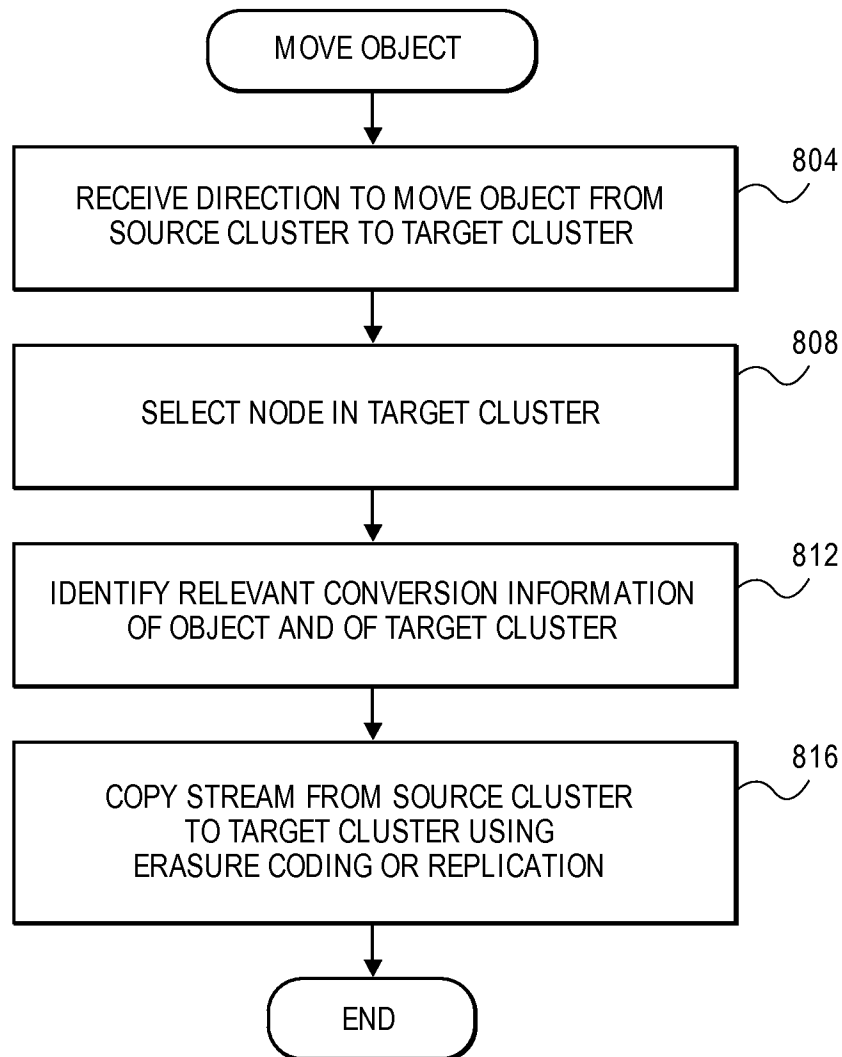 MOVE OBJECT
804
RECEIVE DIRECTION TO MOVE OBJECT FROM
SOURCE CLUSTER TO TARGET CLUSTER
808
SELECT NODE IN TARGET CLUSTER
812
IDENTIFY RELEVANT CONVERSION INFORMATION
OF OBJECT AND OF TARGET CLUSTER
816
COPY STREAM FROM SOURCE CLUSTER
TO TARGET CLUSTER USING
ERASURE CODING OR REPLICATION
END